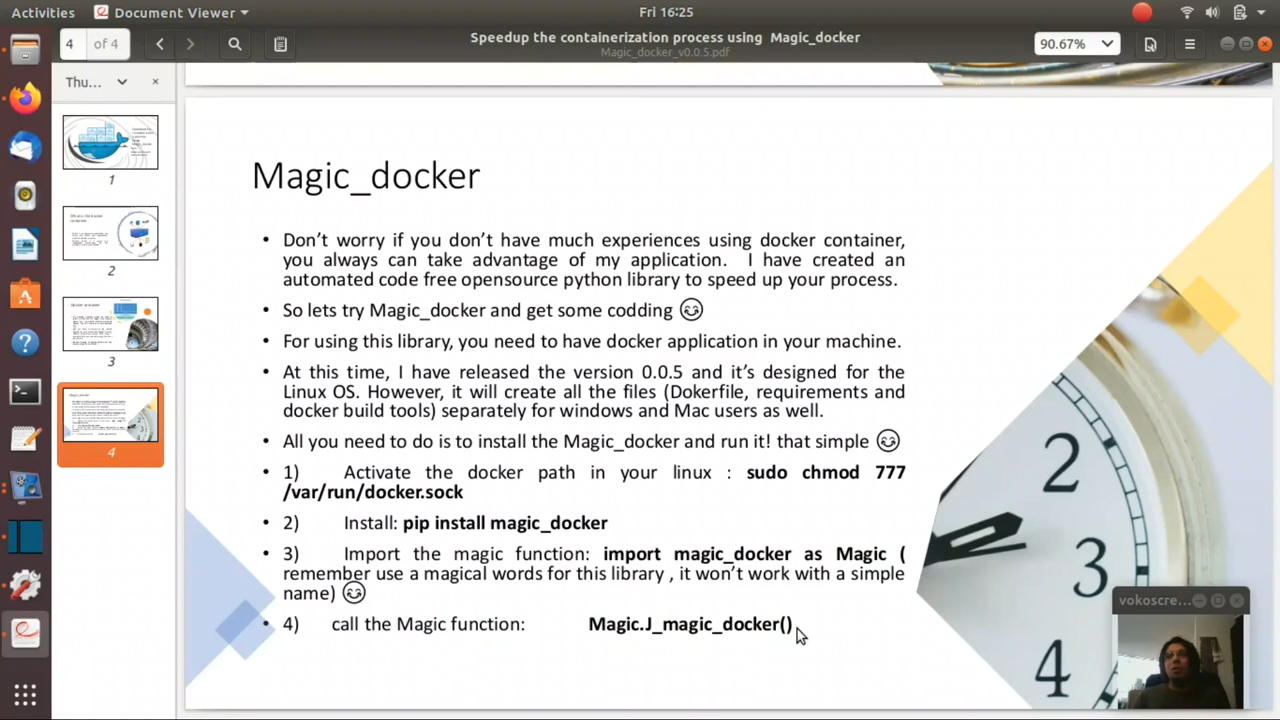 Activities
Document Viewer
Fri 16:25
4 of 4
Speedup the containerization process using Magic_docker
Magic_docker_v0.0.5.pdf
90.67%
Thu...
1
2
3
4
Magic_docker
• Don’t worry if you don’t have much experiences using docker container,
you always can take advantage of my application. I have created an
automated code free opensource python library to speed up your process.
• So lets try Magic_docker and get some codding
• For using this library, you need to have docker application in your machine.
• At this time, I have released the version 0.0.5 and it’s designed for the
Linux OS. However, it will create all the files (Dokerfile, requirements and
docker build tools) separately for windows and Mac users as well.
• All you need to do is to install the Magic_docker and run it! that simple
• 1) Activate the docker path in your linux : sudo chmod 777
/var/run/docker.sock
• 2) Install: pip install magic_docker
• 3) Import the magic function: import magic_docker as Magic (
remember use a magical words for this library , it won’t work with a simple
name)
• 4) call the Magic function: Magic.J_magic_docker()
2
3
4
vokoscre...